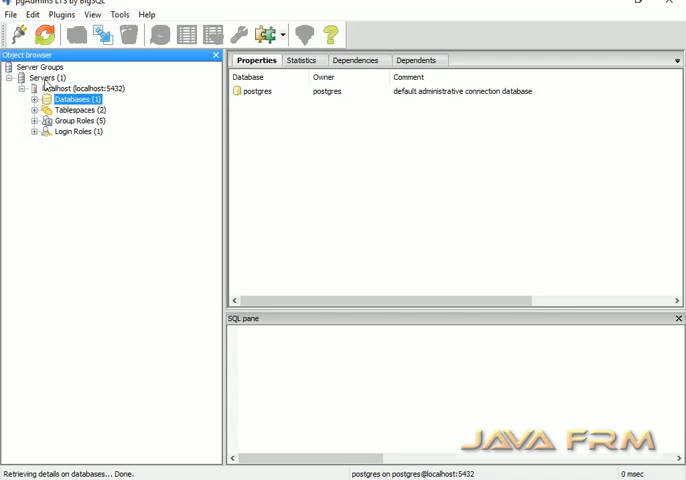 pgAdmin3 LTS by BigSQL
File Edit Plugins View Tools Help
Object browser
Server Groups
Servers (1)
localhost (localhost:5432)
Databases (1)
Tablespaces (2)
Group Roles (5)
Login Roles (1)
Properties Statistics Dependencies Dependents
Database Owner Comment
postgres postgres default administrative connection database
SQL pane
JAVA FRM
Retrieving details on databases... Done. postgres on postgres@localhost:5432 0 msec